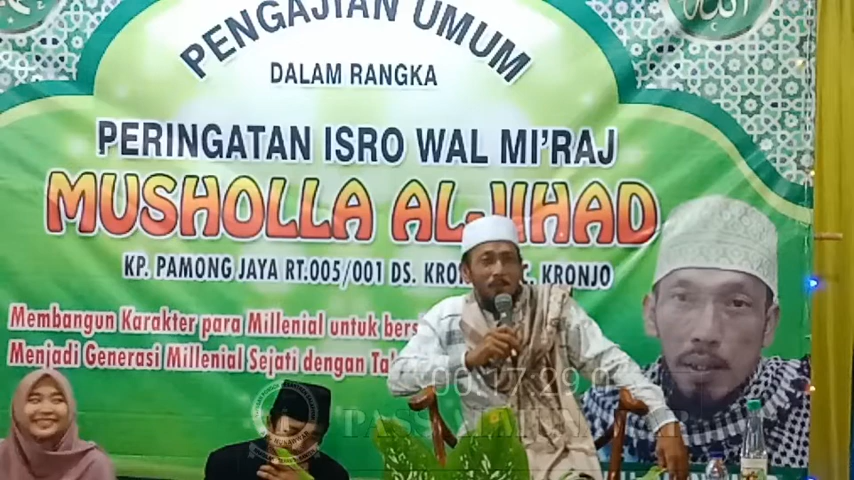 PENGAJIAN UMUM
DALAM RANGKA
PERINGATAN ISRO WAL MI'RAJ
MUSHOLLA AL-JIHAD
KP. PAMONG JAYA RT.005/001 DS. KRO C. KRONJO
Membangun Karakter para Millenial untuk bers
Menjadi Generasi Millenial Sejati dengan